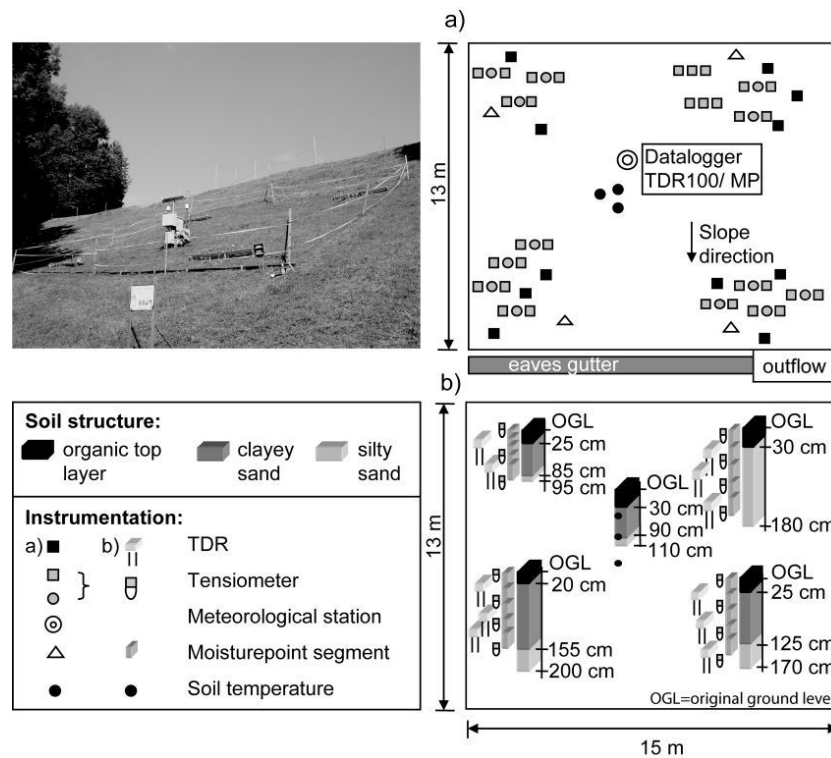 a)
13 m
Datalogger
TDR100/ MP
Slope
direction
eaves gutter
outflow
Soil structure:
organic top
layer
clayey
sand
silty
sand
Instrumentation:
a)
b)
TDR
Tensiometer
Meteorological station
Moisturepoint segment
Soil temperature
b)
13 m
OGL
25 cm
85 cm
95 cm
OGL
30 cm
90 cm
110 cm
OGL
30 cm
180 cm
OGL
20 cm
155 cm
200 cm
OGL
25 cm
125 cm
170 cm
OGL=original ground level
15 m